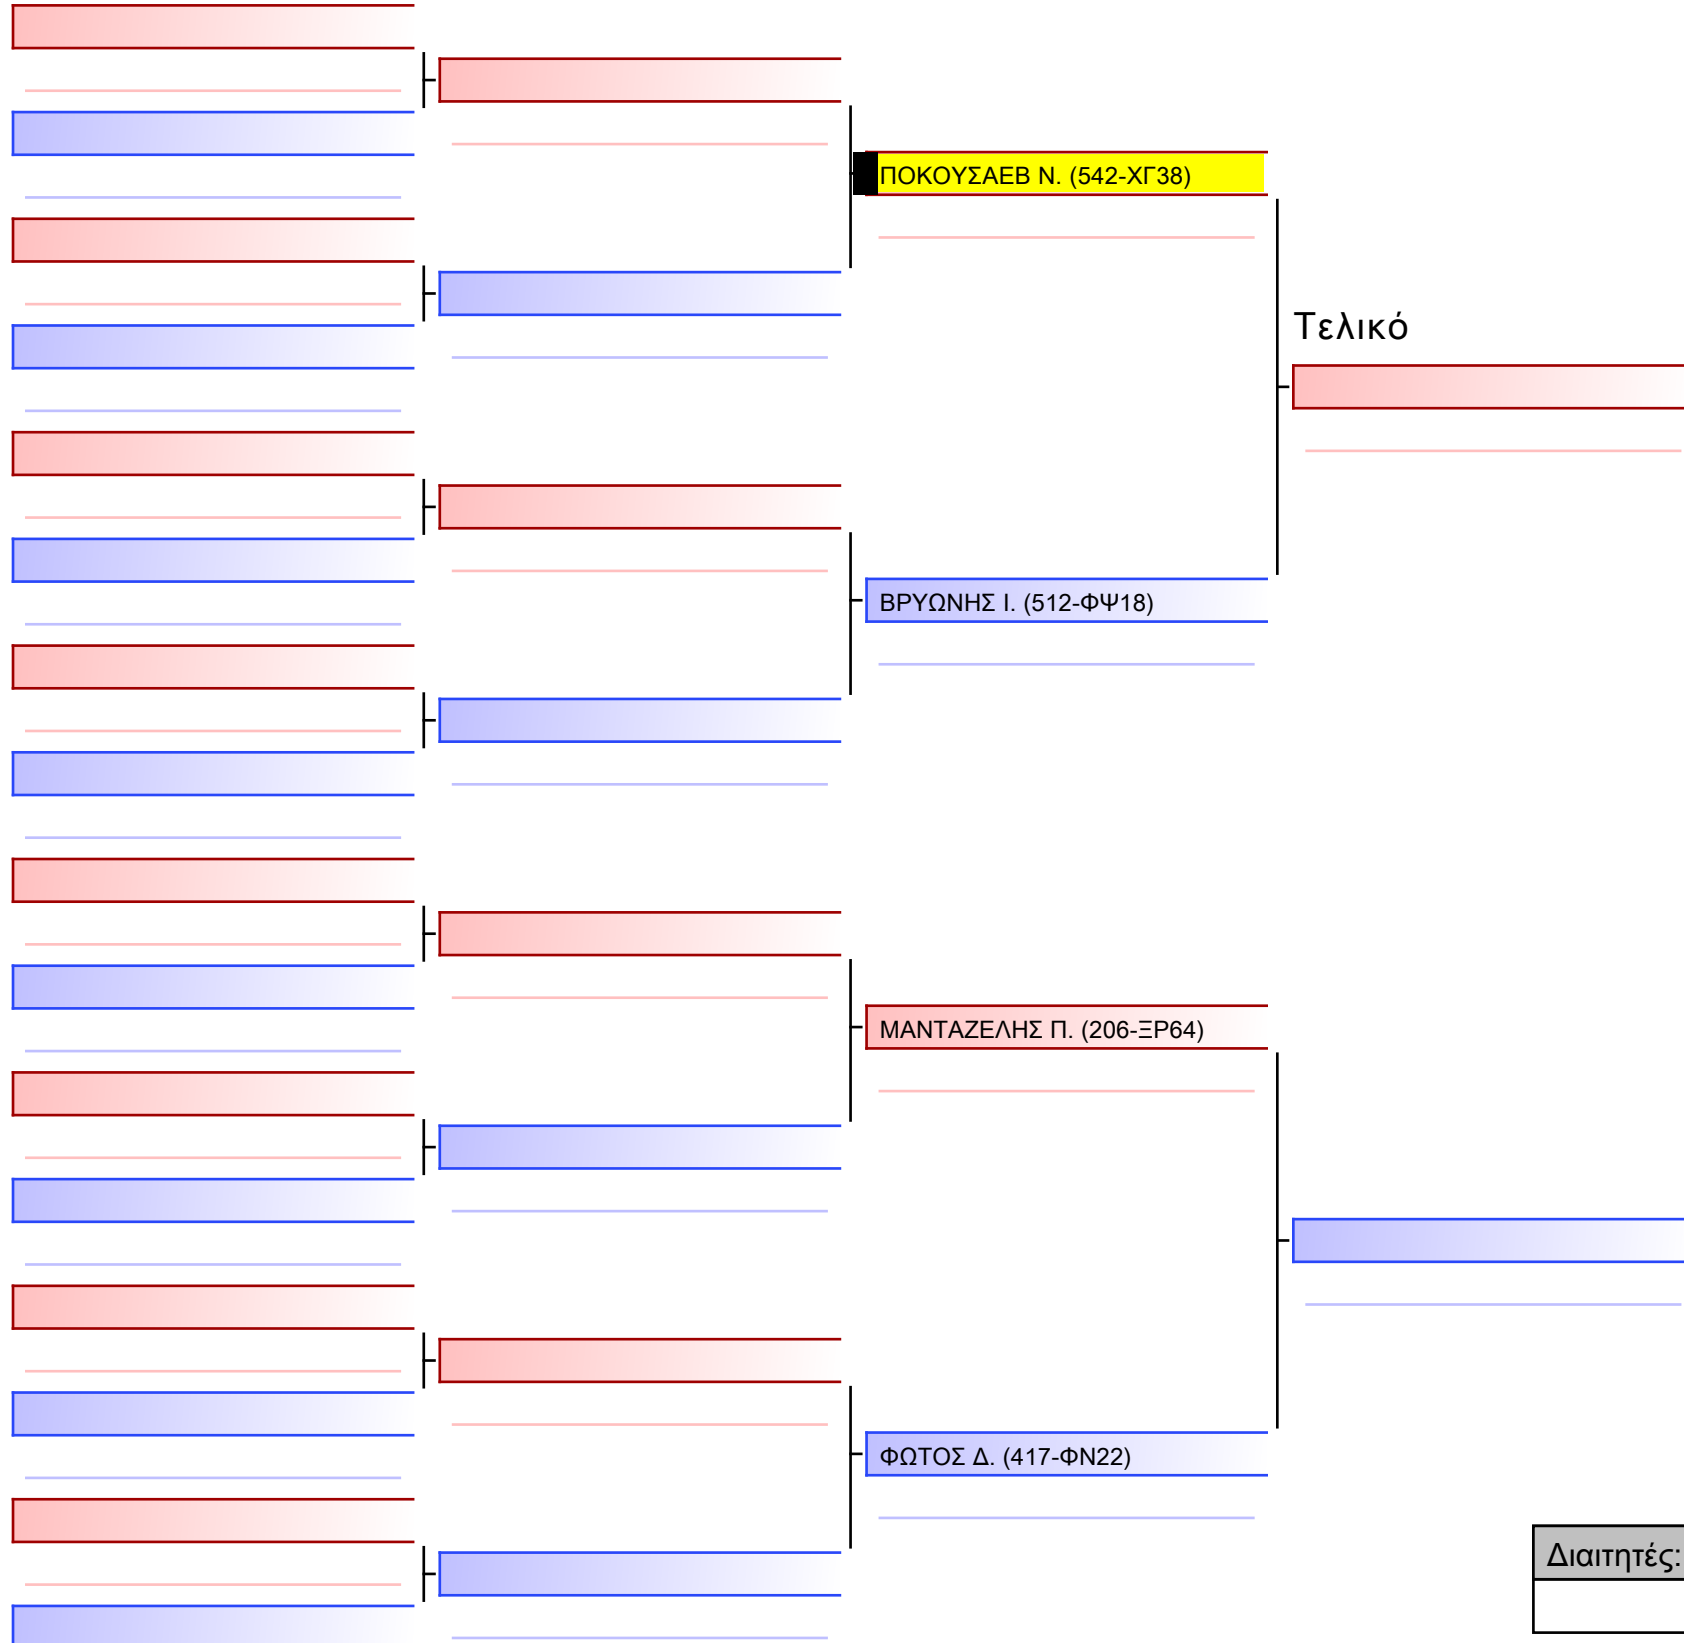 ΠΟΚΟΥΣΑΕΒ Ν. (542-ΧΓ38)
Τελικό
ΒΡΥΩΝΗΣ Ι. (512-ΦΨ18)
ΜΑΝΤΑΖΕΛΗΣ Π. (206-ΞΡ64)
ΦΩΤΟΣ Δ. (417-ΦΝ22)
Διαιτητές: